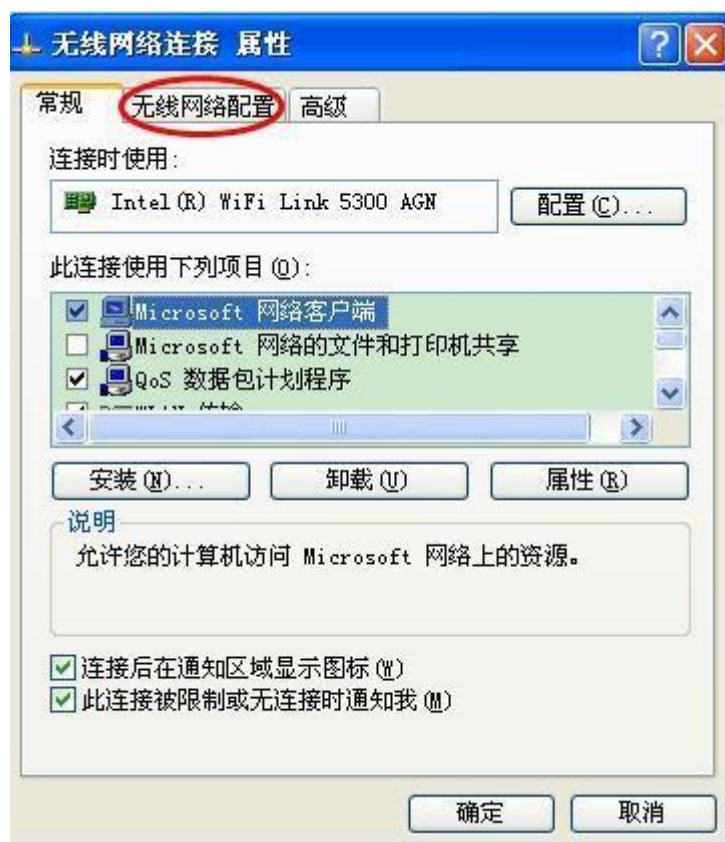 无线网络连接 属性
常规 无线网络配置 高级
连接时使用:
Intel(R) WiFi Link 5300 AGN 配置(C)...
此连接使用下列项目(O):
Microsoft 网络客户端
Microsoft 网络的文件和打印机共享
QoS 数据包计划程序
安装(N)... 卸载(U) 属性(R)
说明
允许您的计算机访问 Microsoft 网络上的资源。
连接后在通知区域显示图标(W)
此连接被限制或无连接时通知我(M)
确定 取消